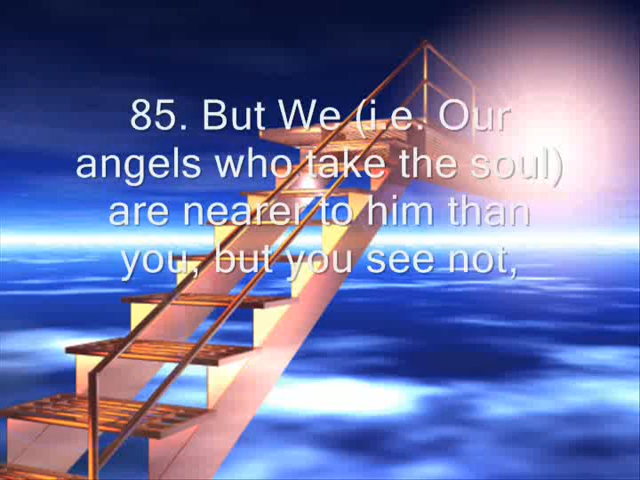 85. But We (i.e. Our
angels who take the soul)
are nearer to him than
you, but you see not,